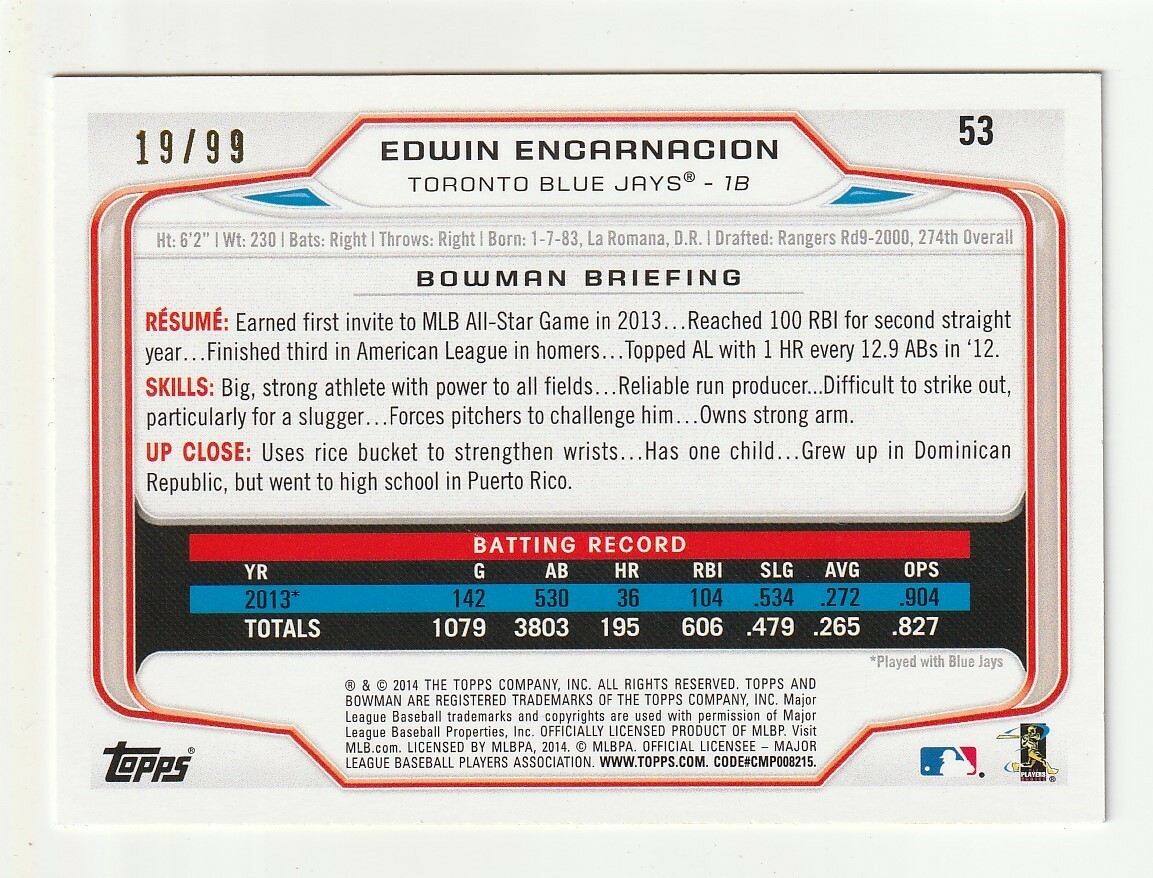 19/99
53
EDWIN ENCARNACION
TORONTO BLUE JAYS® - 1B
Ht: 6'2" | Wt: 230 | Bats: Right | Throws: Right | Born: 1-7-83, La Romana, D.R. | Drafted: Rangers Rd9-2000, 274th Overall
BOWMAN BRIEFING
RÉSUMÉ: Earned first invite to MLB All-Star Game in 2013...Reached 100 RBI for second straight
year...Finished third in American League in homers...Topped AL with 1 HR every 12.9 ABs in '12.
SKILLS: Big, strong athlete with power to all fields...Reliable run producer...Difficult to strike out,
particularly for a slugger...Forces pitchers to challenge him...Owns strong arm.
UP CLOSE: Uses rice bucket to strengthen wrists...Has one child...Grew up in Dominican
Republic, but went to high school in Puerto Rico.
BATTING RECORD
YR G AB HR RBI SLG AVG OPS
2013* 142 530 36 104 .534 .272 .904
TOTALS 1079 3803 195 606 .479 .265 .827
*Played with Blue Jays
® & © 2014 THE TOPPS COMPANY, INC. ALL RIGHTS RESERVED. TOPPS AND
BOWMAN ARE REGISTERED TRADEMARKS OF THE TOPPS COMPANY, INC. Major
League Baseball trademarks and copyrights are used with permission of Major
League Baseball Properties, Inc. OFFICIALLY LICENSED PRODUCT OF MLBP. Visit
MLB.com. LICENSED BY MLBPA, 2014. © MLBPA. OFFICIAL LICENSEE – MAJOR
LEAGUE BASEBALL PLAYERS ASSOCIATION. WWW.TOPPS.COM. CODE#CMP008215.
Topps®
PLAYERS